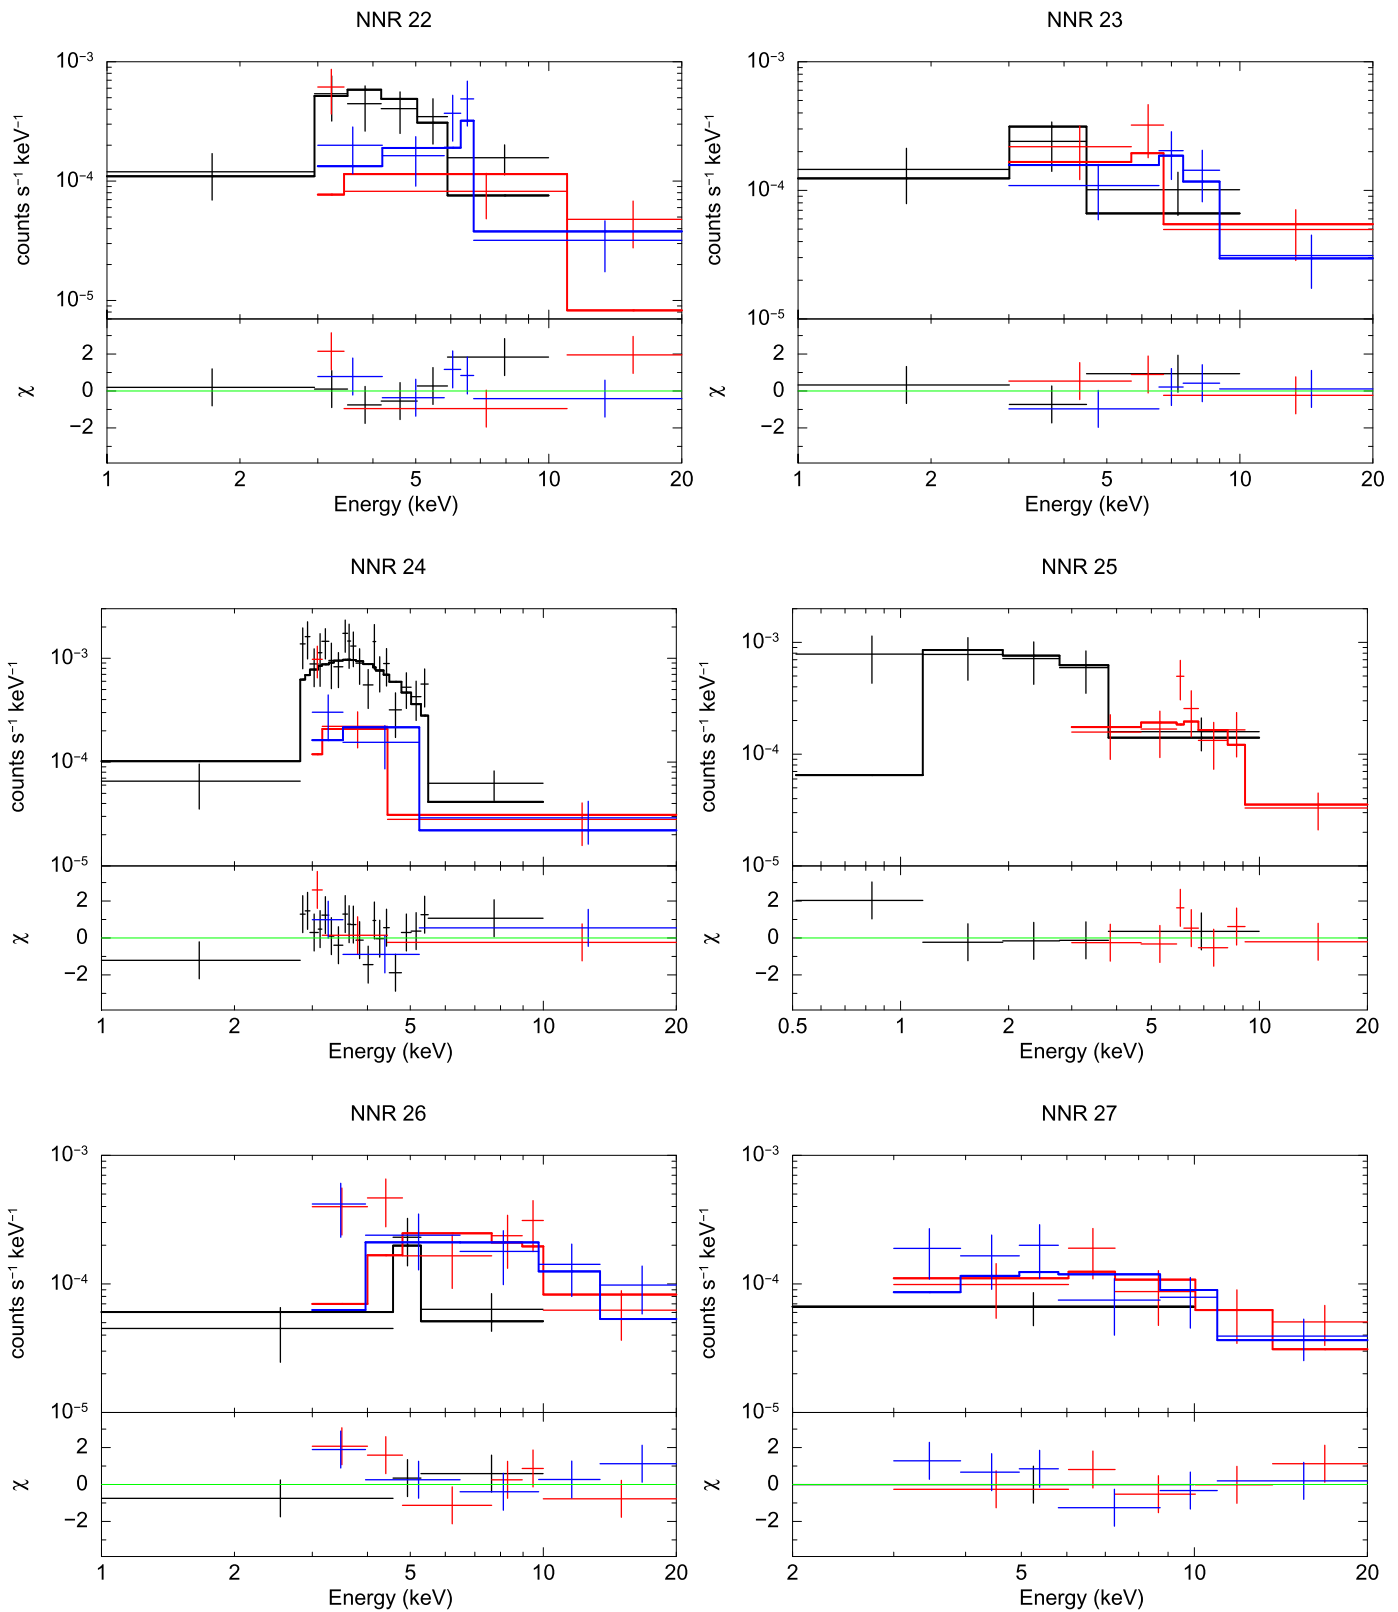 NNR 22
NNR 23
10⁻³
10⁻⁴
10⁻⁵
counts s⁻¹ keV⁻¹
2
0
−2
χ
1 2 5 10 20
Energy (keV)
10⁻³
10⁻⁴
10⁻⁵
counts s⁻¹ keV⁻¹
2
0
−2
χ
1 2 5 10 20
Energy (keV)
NNR 24
NNR 25
10⁻³
10⁻⁴
10⁻⁵
counts s⁻¹ keV⁻¹
2
0
−2
χ
1 2 5 10 20
Energy (keV)
10⁻³
10⁻⁴
10⁻⁵
counts s⁻¹ keV⁻¹
2
0
−2
χ
0.5 1 2 5 10 20
Energy (keV)
NNR 26
NNR 27
10⁻³
10⁻⁴
10⁻⁵
counts s⁻¹ keV⁻¹
2
0
−2
χ
1 2 5 10 20
Energy (keV)
10⁻³
10⁻⁴
10⁻⁵
counts s⁻¹ keV⁻¹
2
0
−2
χ
2 5 10 20
Energy (keV)